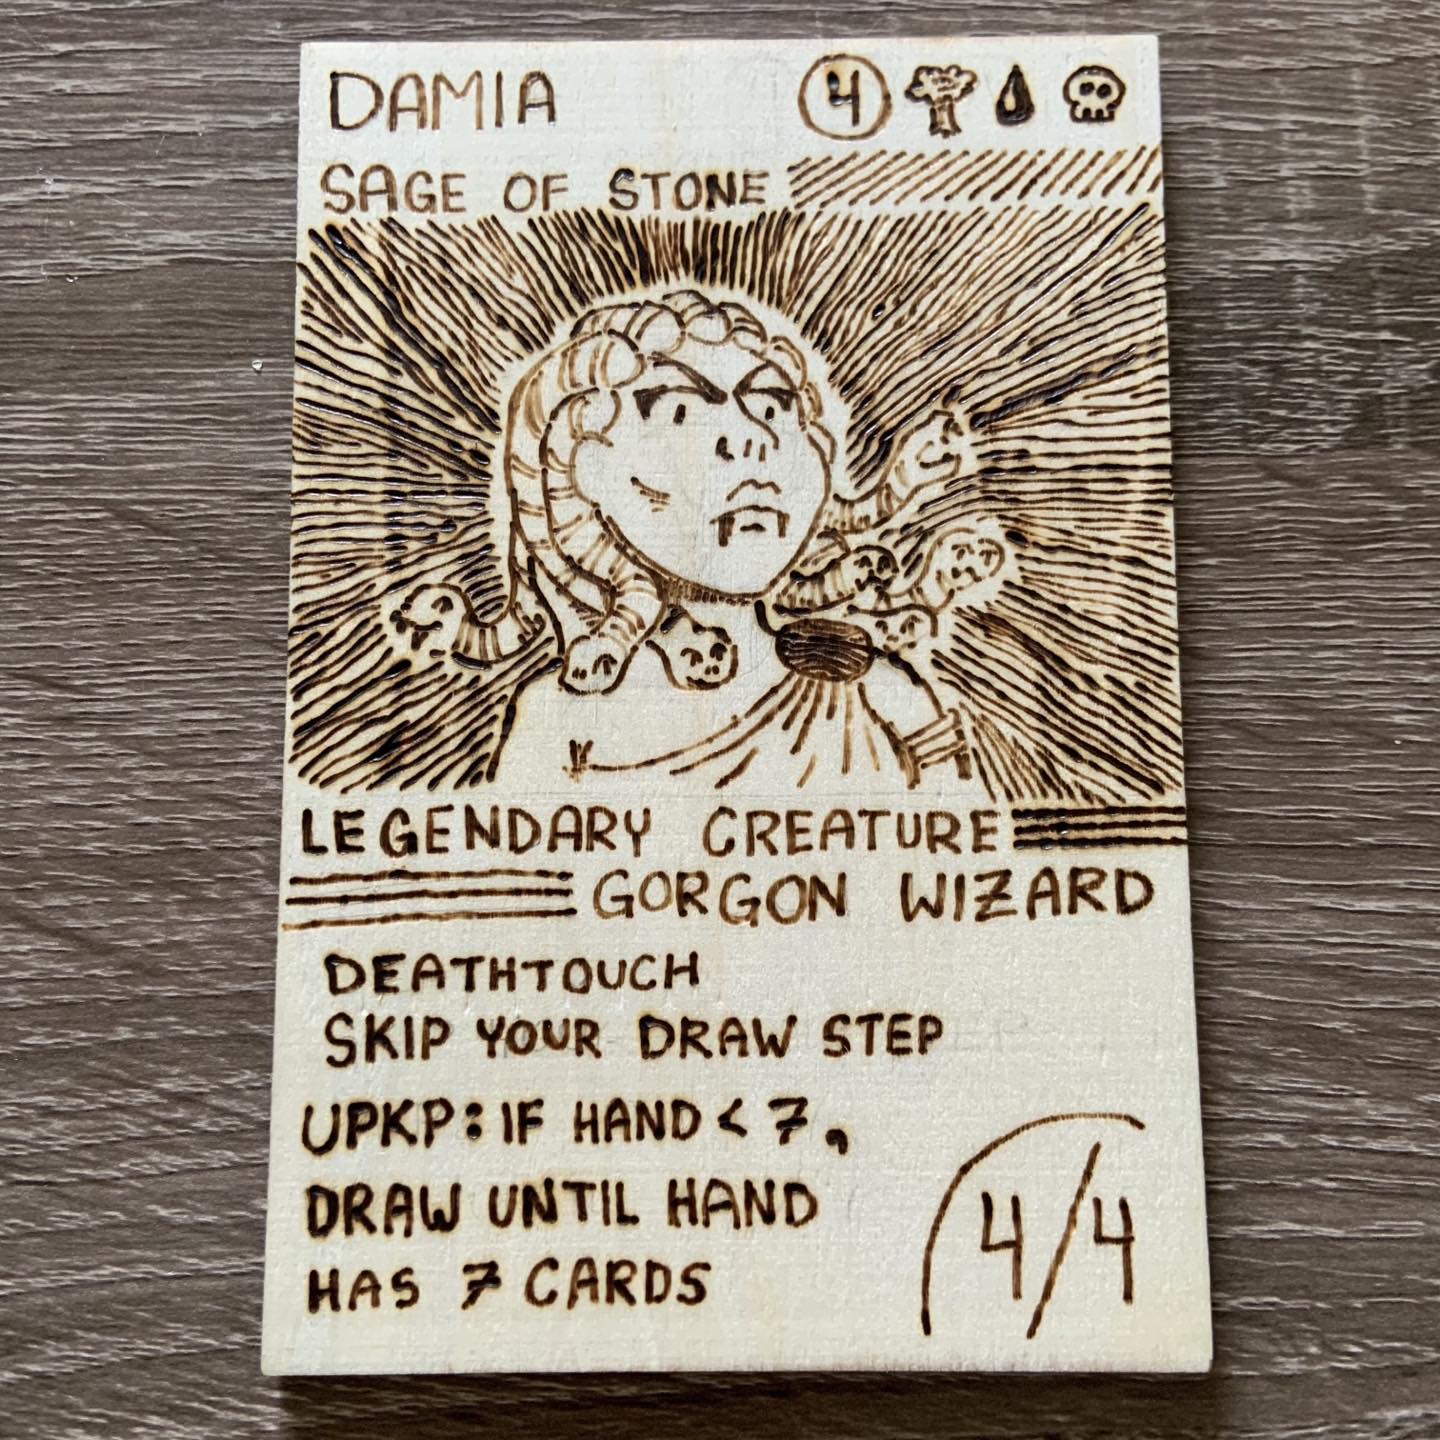 DAMIA 4
SAGE OF STONE
LEGENDARY CREATURE
GORGON WIZARD
DEATHTOUCH
SKIP YOUR DRAW STEP
UPKP: IF HAND < 7,
DRAW UNTIL HAND
HAS 7 CARDS
4/4